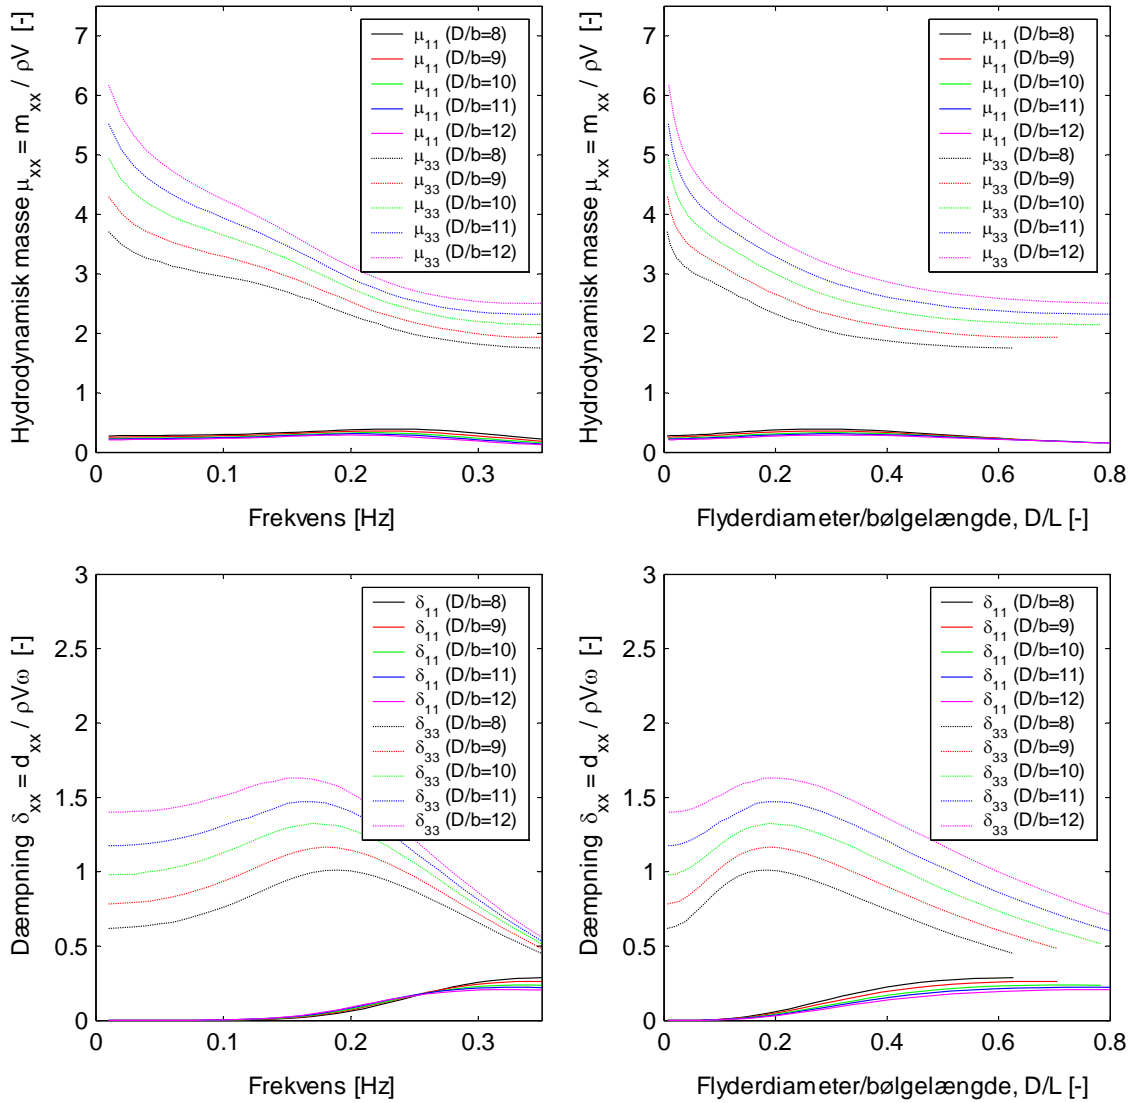 Hydrodynamisk masse μxx = mxx / ρV [-]
7
6
5
4
3
2
1
0
0
0.1
0.2
0.3
Frekvens [Hz]
μ11 (D/b=8)
μ11 (D/b=9)
μ11 (D/b=10)
μ11 (D/b=11)
μ11 (D/b=12)
μ33 (D/b=8)
μ33 (D/b=9)
μ33 (D/b=10)
μ33 (D/b=11)
μ33 (D/b=12)
Hydrodynamisk masse μxx = mxx / ρV [-]
7
6
5
4
3
2
1
0
0
0.2
0.4
0.6
0.8
Flyderdiameter/bølgelængde, D/L [-]
μ11 (D/b=8)
μ11 (D/b=9)
μ11 (D/b=10)
μ11 (D/b=11)
μ11 (D/b=12)
μ33 (D/b=8)
μ33 (D/b=9)
μ33 (D/b=10)
μ33 (D/b=11)
μ33 (D/b=12)
Dæmpning δxx = dxx / ρVω [-]
3
2.5
2
1.5
1
0.5
0
0
0.1
0.2
0.3
Frekvens [Hz]
δ11 (D/b=8)
δ11 (D/b=9)
δ11 (D/b=10)
δ11 (D/b=11)
δ11 (D/b=12)
δ33 (D/b=8)
δ33 (D/b=9)
δ33 (D/b=10)
δ33 (D/b=11)
δ33 (D/b=12)
Dæmpning δxx = dxx / ρVω [-]
3
2.5
2
1.5
1
0.5
0
0
0.2
0.4
0.6
0.8
Flyderdiameter/bølgelængde, D/L [-]
δ11 (D/b=8)
δ11 (D/b=9)
δ11 (D/b=10)
δ11 (D/b=11)
δ11 (D/b=12)
δ33 (D/b=8)
δ33 (D/b=9)
δ33 (D/b=10)
δ33 (D/b=11)
δ33 (D/b=12)